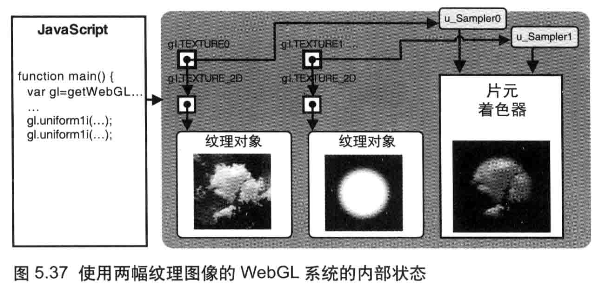 JavaScript
function main() {
var gl=getWebGL…
…
gl.uniform1i(…);
gl.uniform1i(…);
gl.TEXTURE0
gl.TEXTURE1 …
u_Sampler0
u_Sampler1
gl.TEXTURE_2D
gl.TEXTURE_2D
纹理对象
纹理对象
片元
着色器
图 5.37 使用两幅纹理图像的 WebGL 系统的内部状态